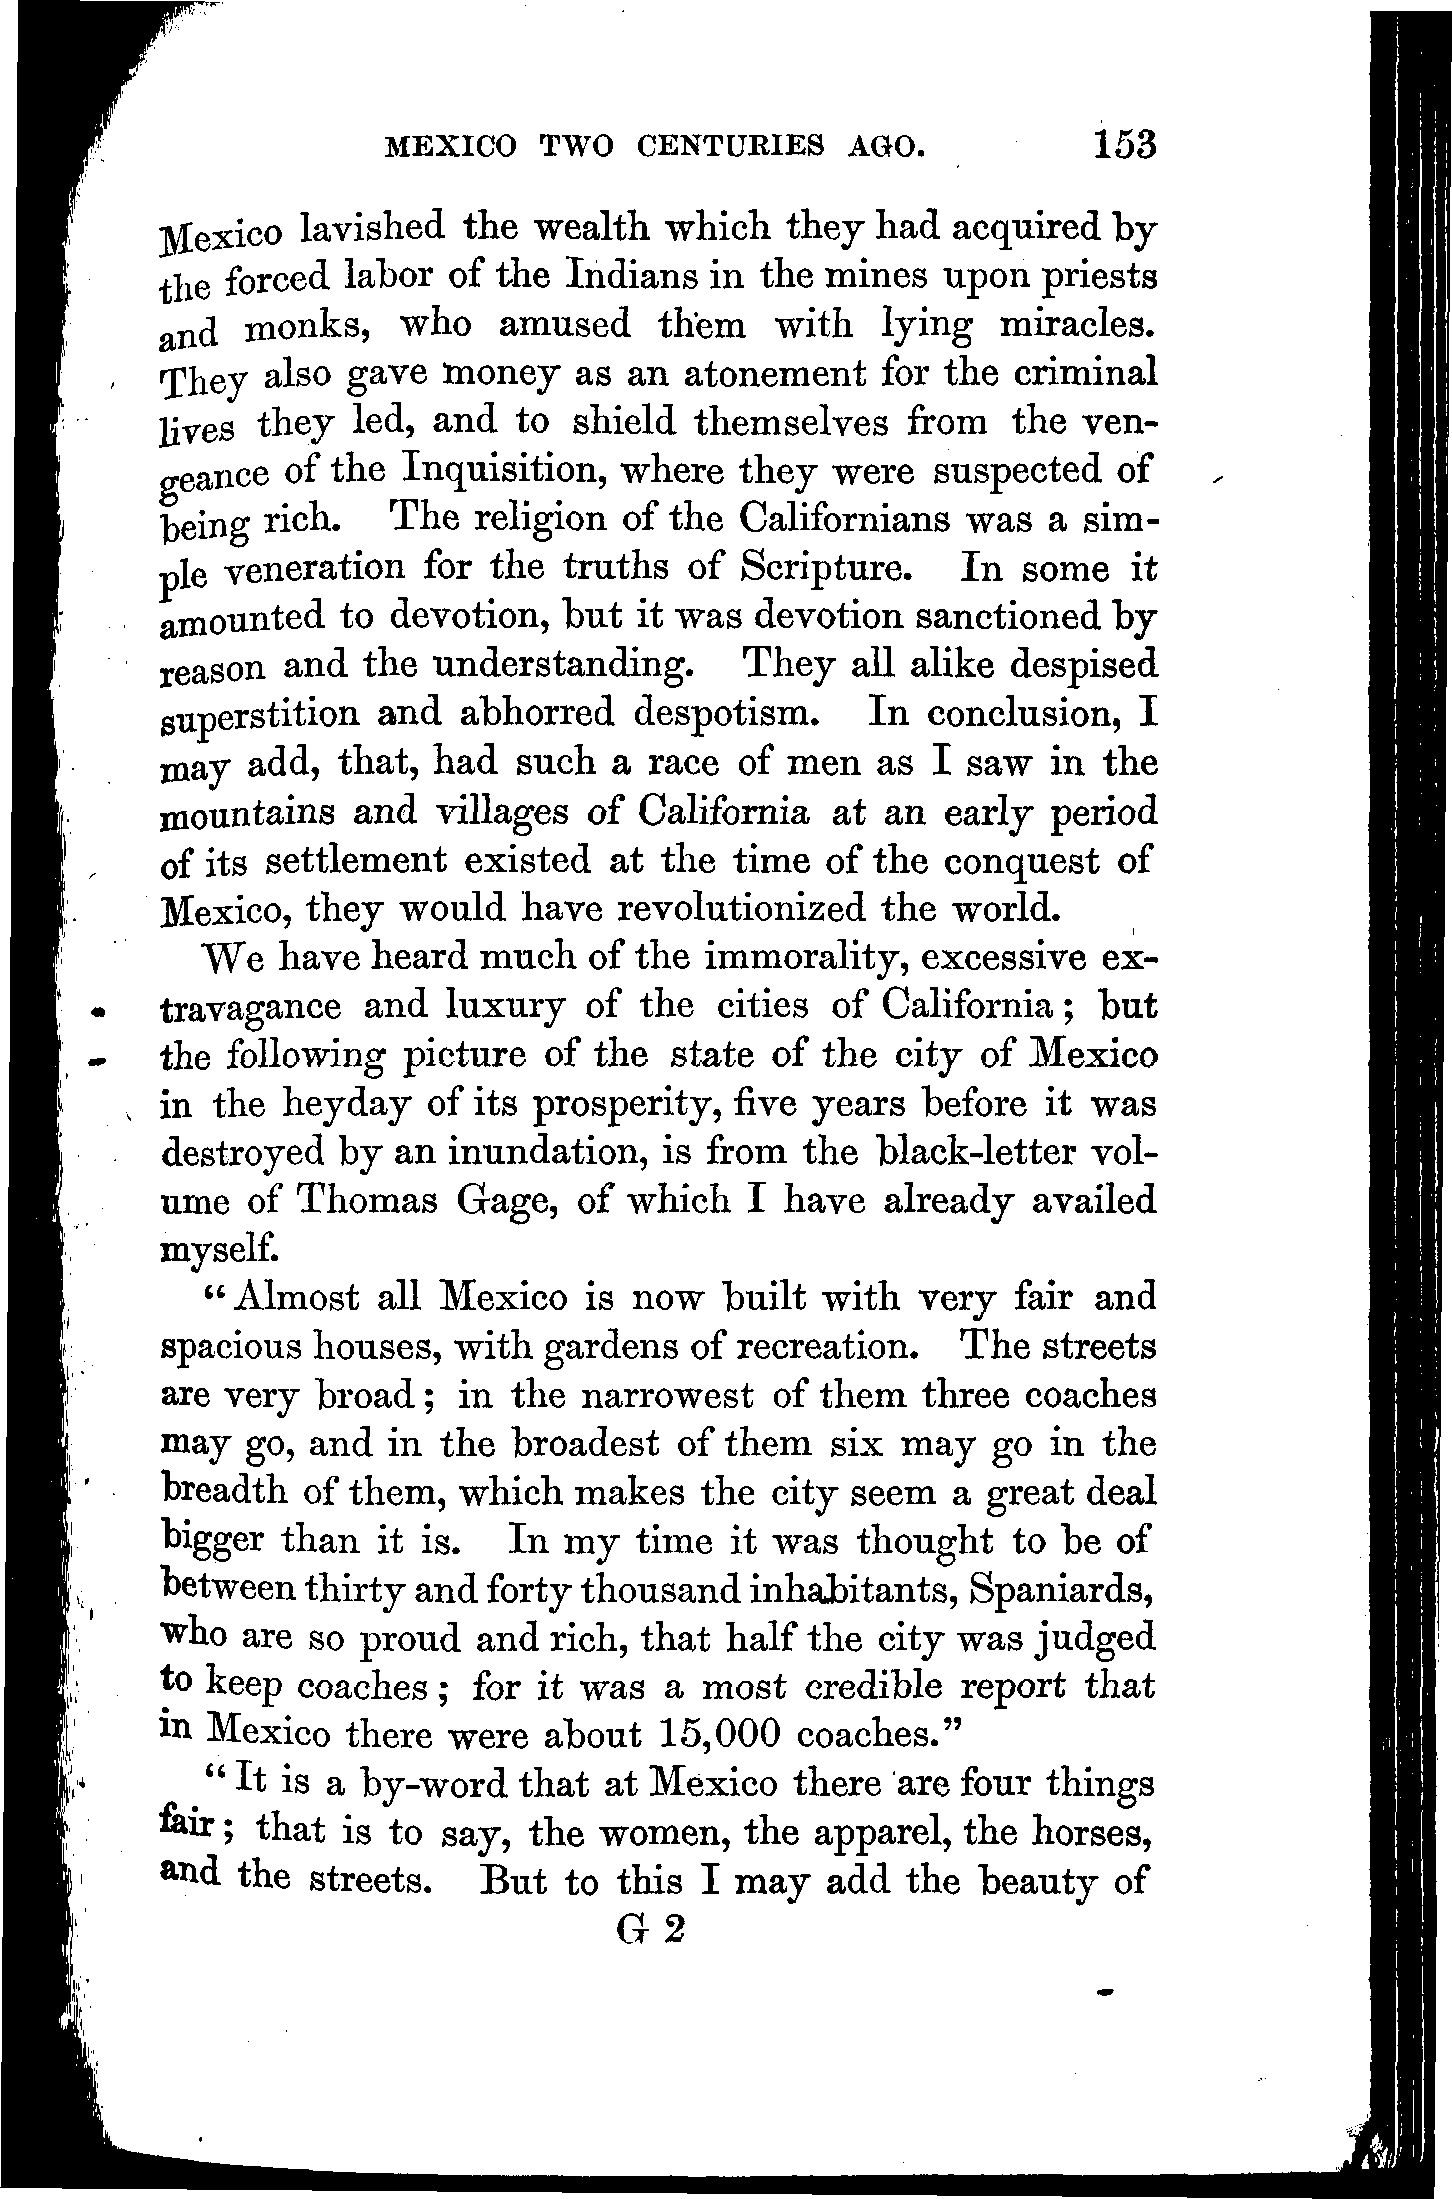 MEXICO TWO CENTURIES AGO. 153
Mexico lavished the wealth which they had acquired by
the forced labor of the Indians in the mines upon priests
and monks, who amused them with lying miracles.
They also gave money as an atonement for the criminal
lives they led, and to shield themselves from the ven-
geance of the Inquisition, where they were suspected of
being rich. The religion of the Californians was a sim-
ple veneration for the truths of Scripture. In some it
amounted to devotion, but it was devotion sanctioned by
reason and the understanding. They all alike despised
superstition and abhorred despotism. In conclusion, I
may add, that, had such a race of men as I saw in the
mountains and villages of California at an early period
of its settlement existed at the time of the conquest of
Mexico, they would have revolutionized the world.
We have heard much of the immorality, excessive ex-
travagance and luxury of the cities of California; but
the following picture of the state of the city of Mexico
in the heyday of its prosperity, five years before it was
destroyed by an inundation, is from the black-letter vol-
ume of Thomas Gage, of which I have already availed
myself.
"Almost all Mexico is now built with very fair and
spacious houses, with gardens of recreation. The streets
are very broad; in the narrowest of them three coaches
may go, and in the broadest of them six may go in the
breadth of them, which makes the city seem a great deal
bigger than it is. In my time it was thought to be of
between thirty and forty thousand inhabitants, Spaniards,
who are so proud and rich, that half the city was judged
to keep coaches; for it was a most credible report that
in Mexico there were about 15,000 coaches."
"It is a by-word that at Mexico there are four things
fair; that is to say, the women, the apparel, the horses,
and the streets. But to this I may add the beauty of
G 2